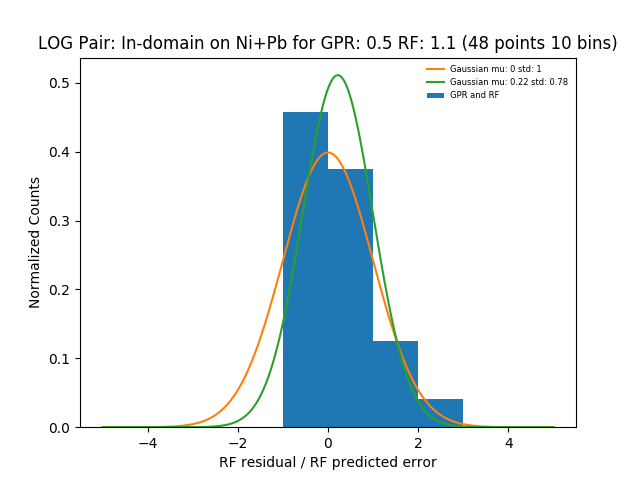 LOG Pair: In-domain on Ni+Pb for GPR: 0.5 RF: 1.1 (48 points 10 bins)
Gaussian mu: 0 std: 1
Gaussian mu: 0.22 std: 0.78
GPR and RF
Normalized Counts
0.5
0.4
0.3
0.2
0.1
0.0
−4 −2 0 2 4
RF residual / RF predicted error